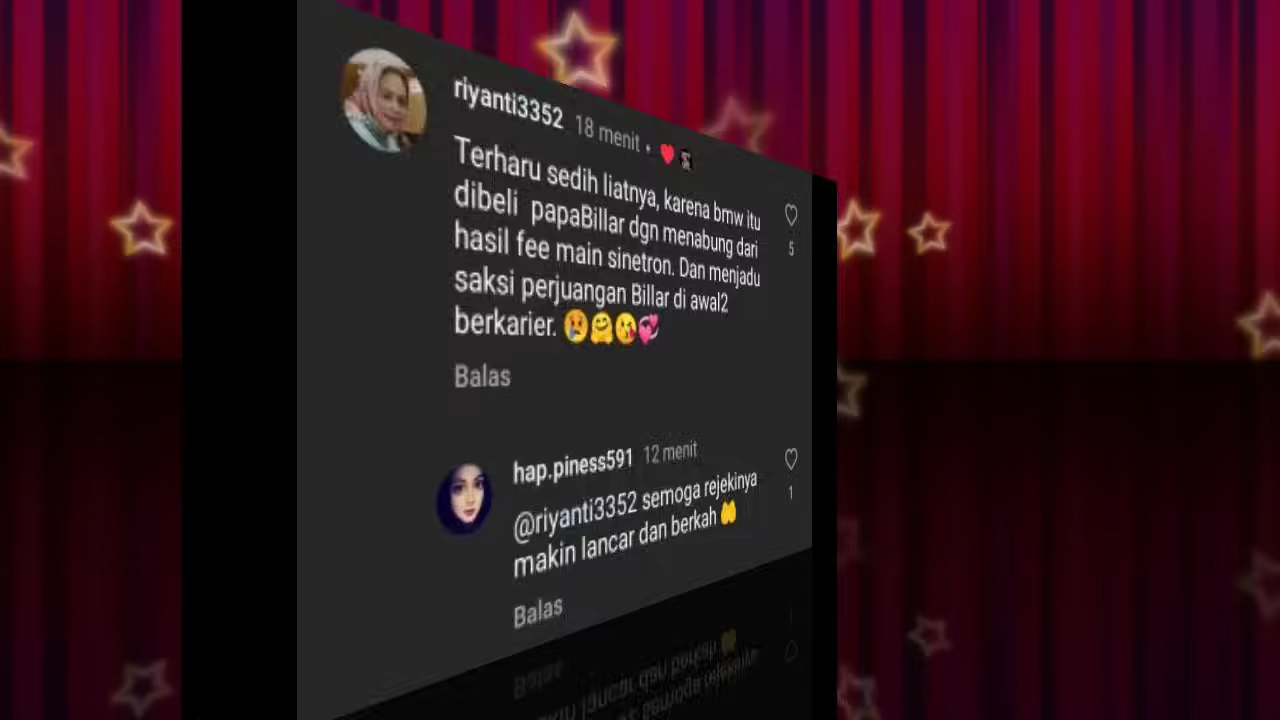 riyanti3352 18 menit •
Terharu sedih liatnya, karena bmw itu
dibeli papaBillar dgn menabung dari
hasil fee main sinetron. Dan menjadu
saksi perjuangan Billar di awal2
berkarier. 😢🤗😘💞
5
Balas
hap.piness591 12 menit
@riyanti3352 semoga rejekinya
makin lancar dan berkah 🤲
1
Balas